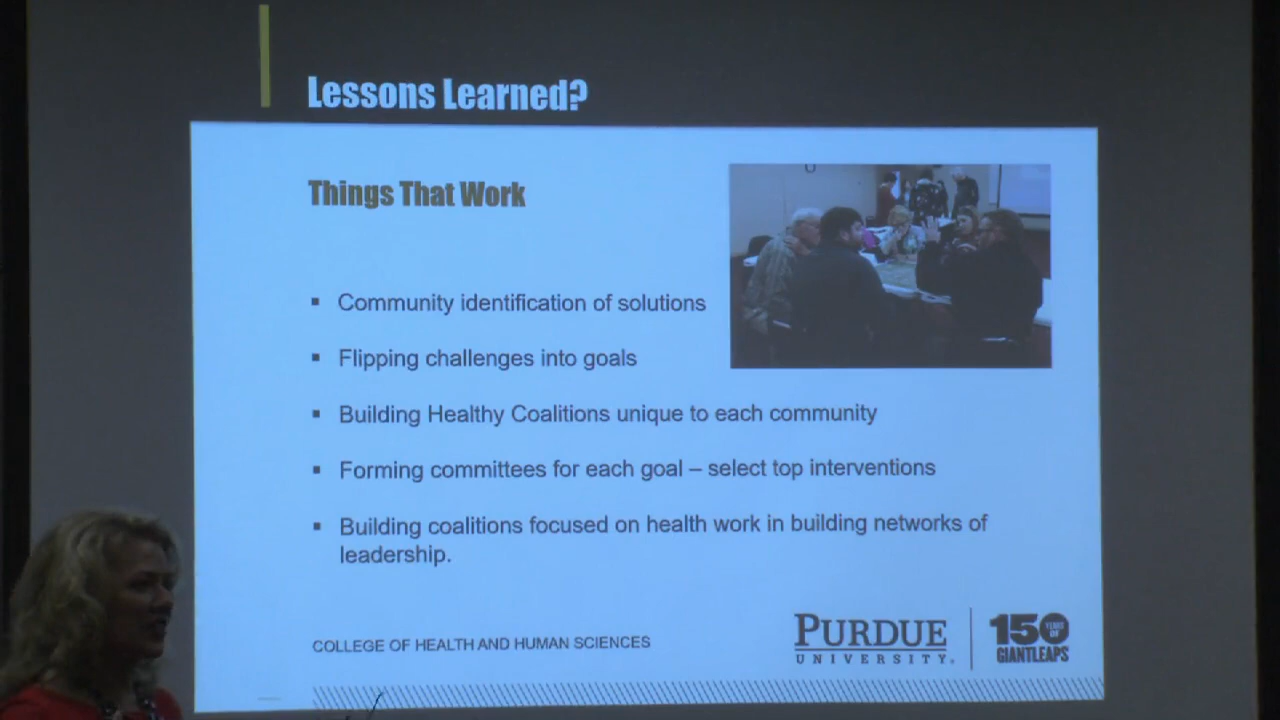 Lessons Learned?
Things That Work
▪ Community identification of solutions
▪ Flipping challenges into goals
▪ Building Healthy Coalitions unique to each community
▪ Forming committees for each goal – select top interventions
▪ Building coalitions focused on health work in building networks of
leadership.
COLLEGE OF HEALTH AND HUMAN SCIENCES
PURDUE
UNIVERSITY®
150
YEARS
OF
GIANT LEAPS